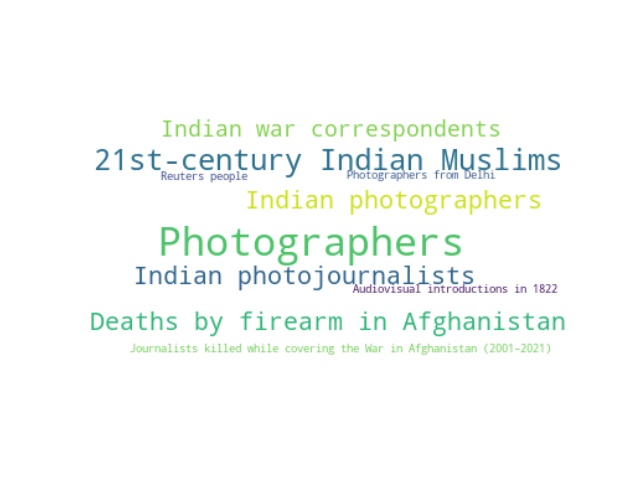 Indian war correspondents
21st-century Indian Muslims
Reuters people
Photographers from Delhi
Indian photographers
Photographers
Indian photojournalists
Audiovisual introductions in 1822
Deaths by firearm in Afghanistan
Journalists killed while covering the War in Afghanistan (2001–2021)